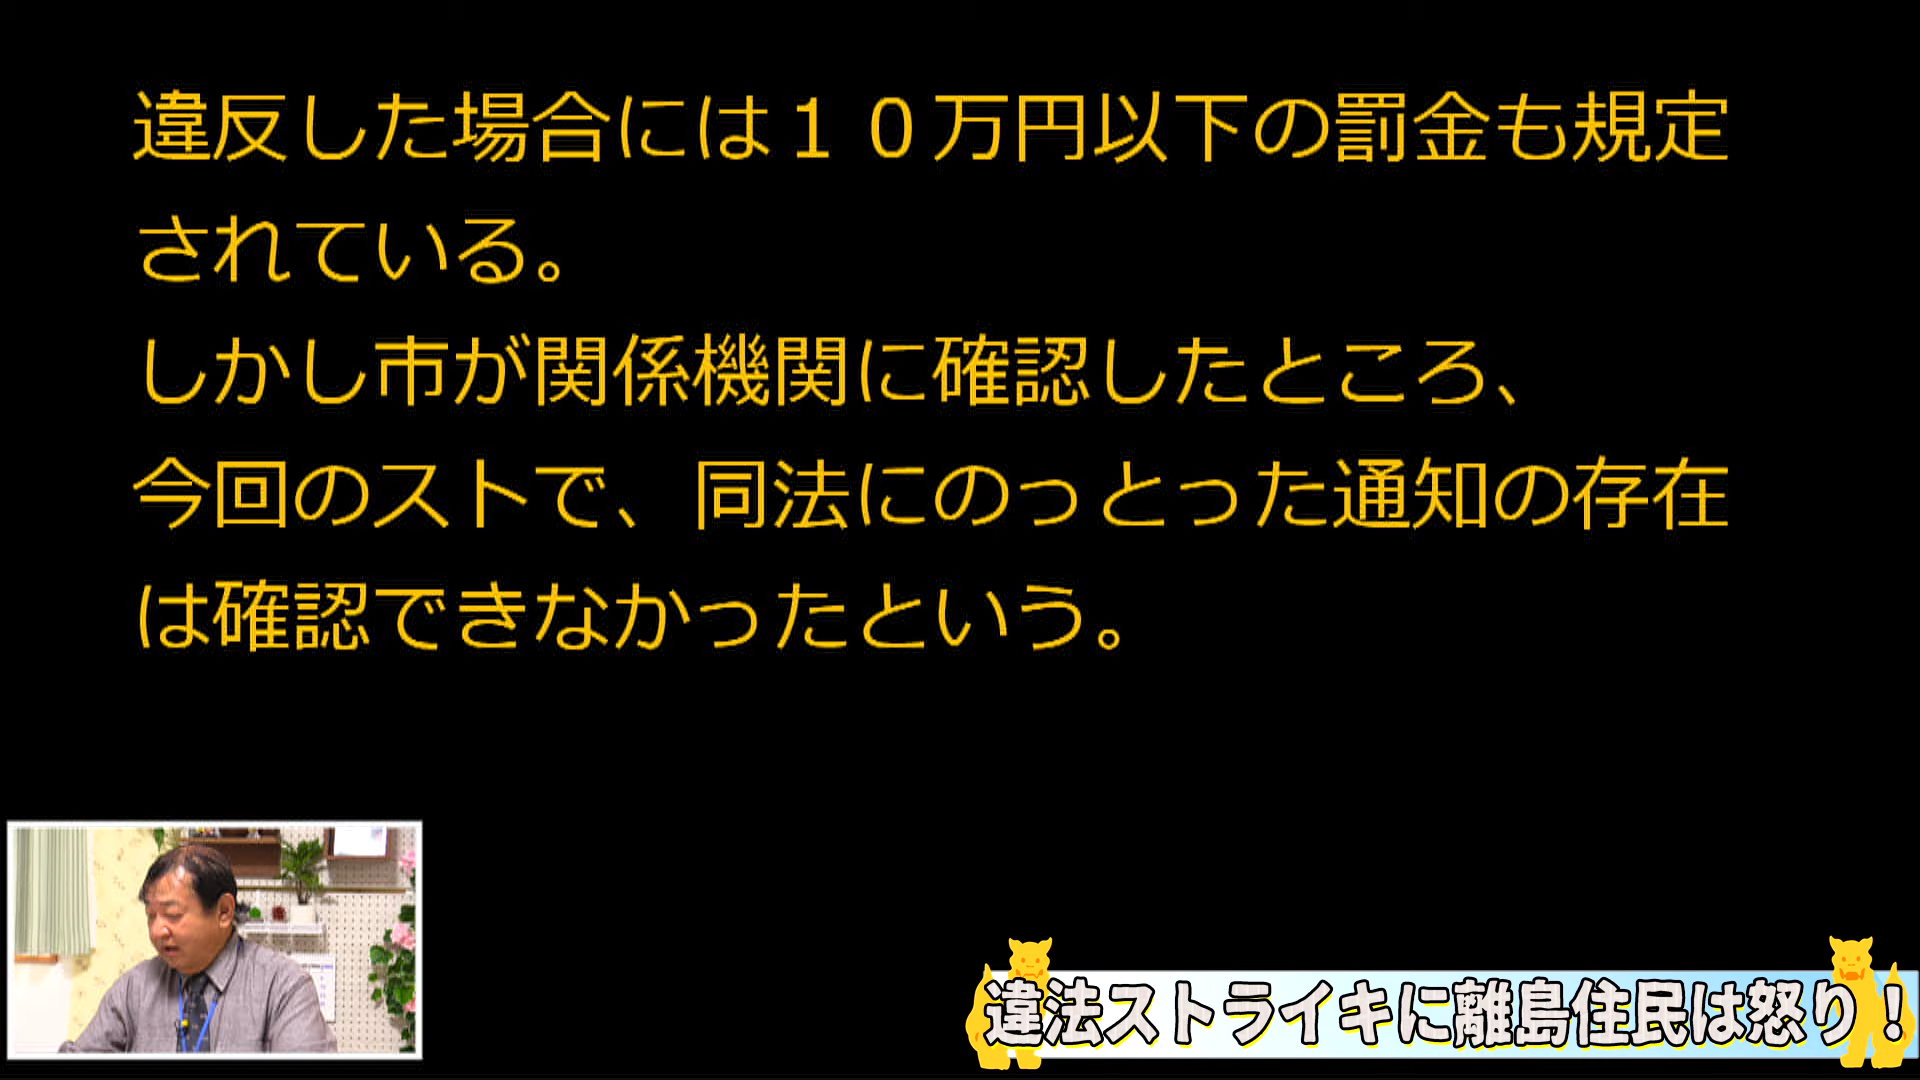 違反した場合には１０万円以下の罰金も規定
されている。
しかし市が関係機関に確認したところ、
今回のストで、同法にのっとった通知の存在
は確認できなかったという。
違法ストライキに離島住民は怒り！